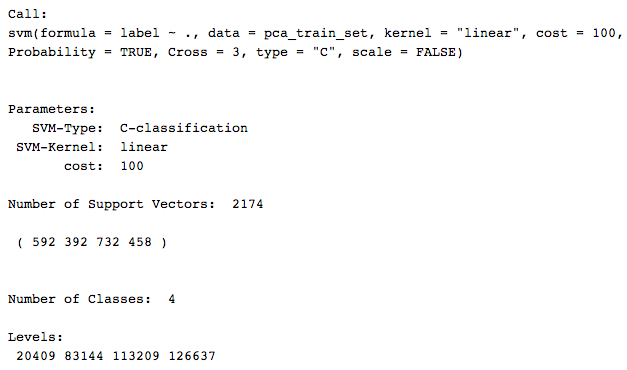 Call:
svm(formula = label ~ ., data = pca_train_set, kernel = "linear", cost = 100,
Probability = TRUE, Cross = 3, type = "C", scale = FALSE)
Parameters:
SVM-Type: C-classification
SVM-Kernel: linear
cost: 100
Number of Support Vectors: 2174
( 592 392 732 458 )
Number of Classes: 4
Levels:
20409 83144 113209 126637